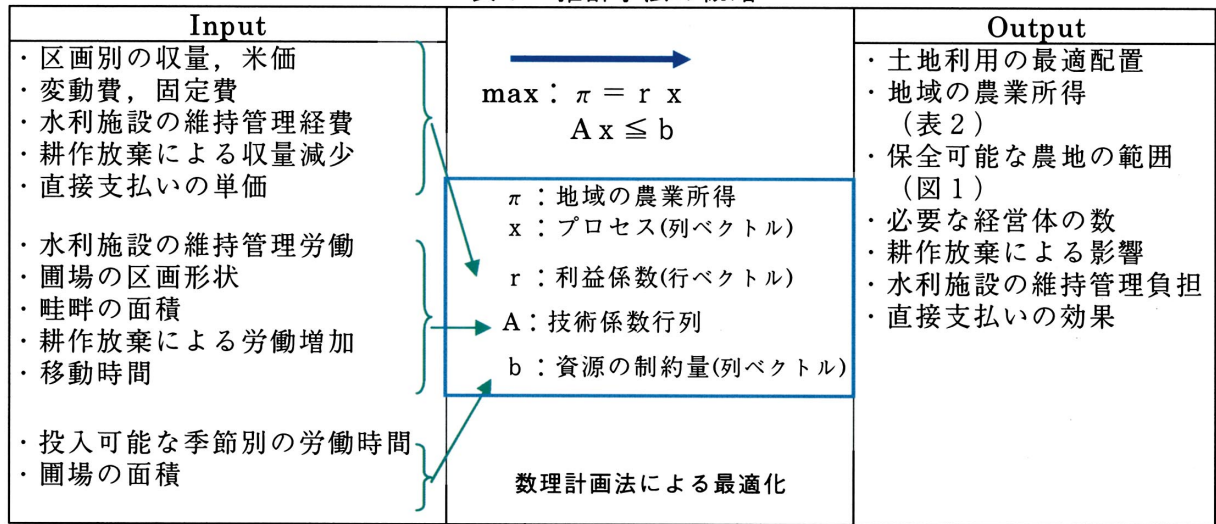 Input
・区画別の収量，米価
・変動費，固定費
・水利施設の維持管理経費
・耕作放棄による収量減少
・直接支払いの単価
・水利施設の維持管理労働
・圃場の区画形状
・畦畔の面積
・耕作放棄による労働増加
・移動時間
・投入可能な季節別の労働時間
・圃場の面積
max：π＝r x
Ax≦b
π：地域の農業所得
x：プロセス(列ベクトル)
r：利益係数(行ベクトル)
A：技術係数行列
b：資源の制約量(列ベクトル)
数理計画法による最適化
Output
・土地利用の最適配置
・地域の農業所得
（表２）
・保全可能な農地の範囲
（図１）
・必要な経営体の数
・耕作放棄による影響
・水利施設の維持管理負担
・直接支払いの効果